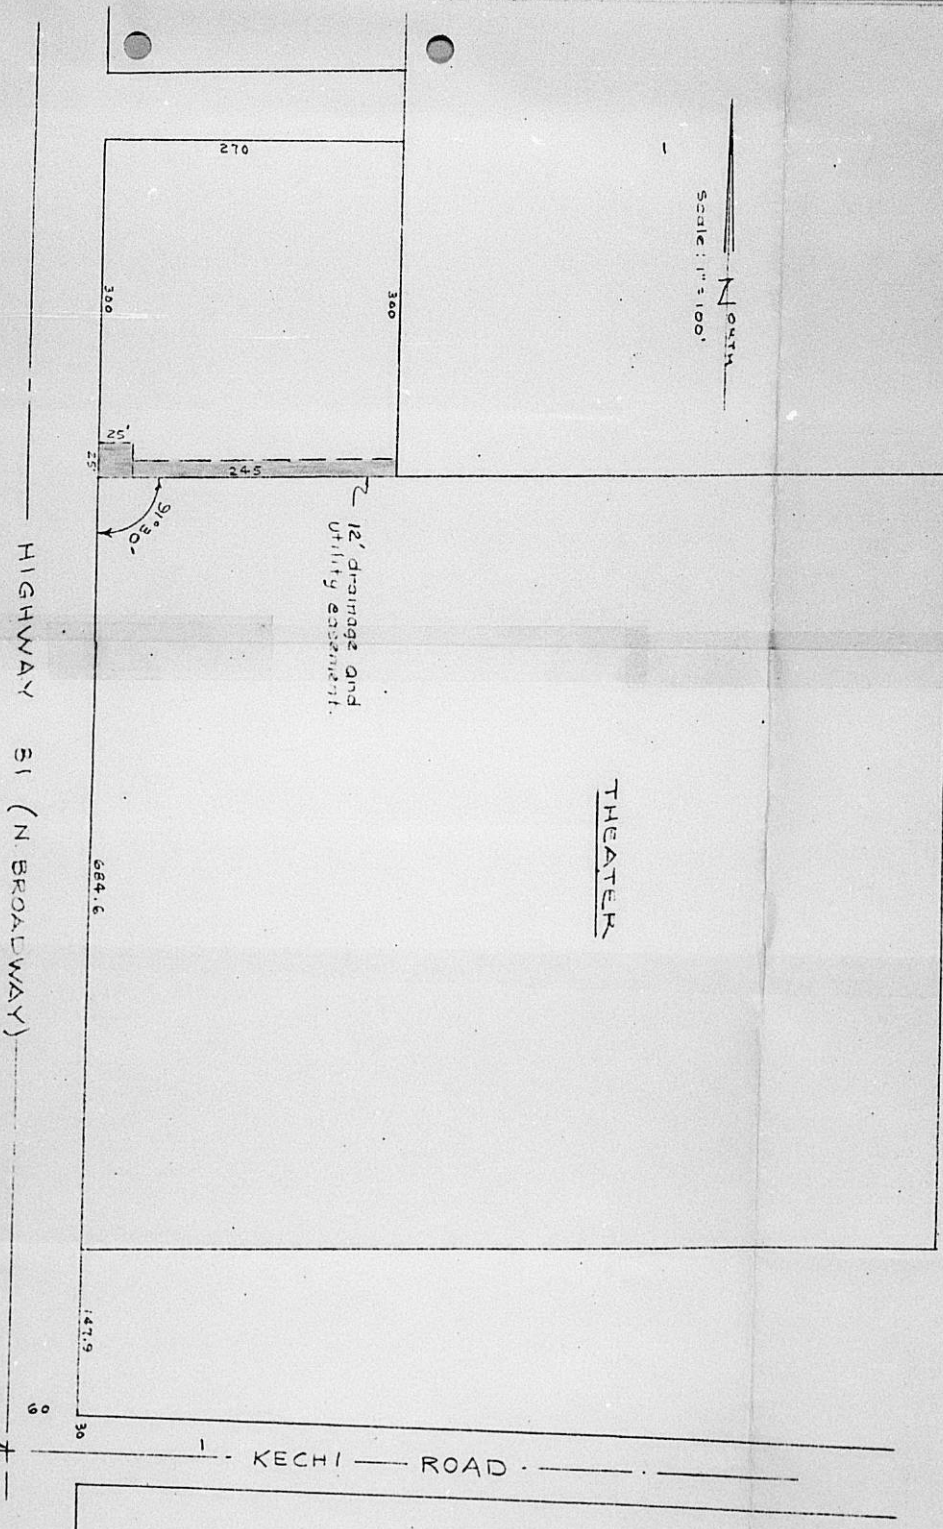 270
NORTH
Scale: 1" = 100'
300
300
25'
25'
245
91° 30'
12' drainage and
utility easement.
THEATER
HIGHWAY 81 (N. BROADWAY)
684.6
147.9
60
30
KECHI ROAD